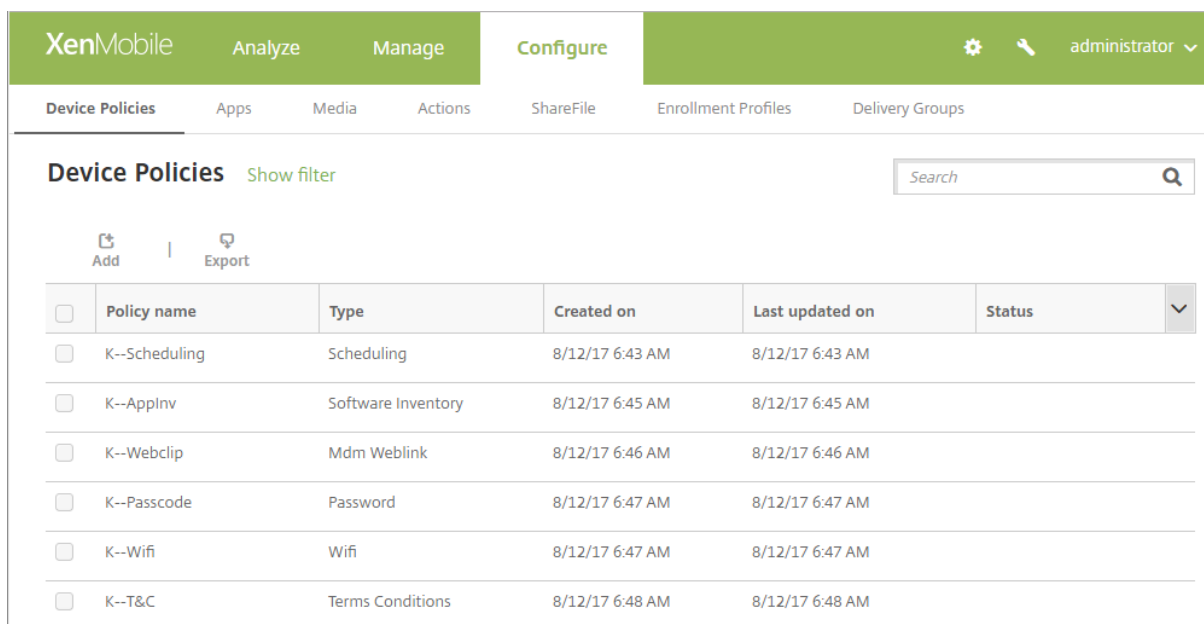 XenMobile Analyze Manage Configure administrator
Device Policies Apps Media Actions ShareFile Enrollment Profiles Delivery Groups
Device Policies Show filter Search
Add | Export
Policy name Type Created on Last updated on Status
K--Scheduling Scheduling 8/12/17 6:43 AM 8/12/17 6:43 AM
K--AppInv Software Inventory 8/12/17 6:45 AM 8/12/17 6:45 AM
K--Webclip Mdm Weblink 8/12/17 6:46 AM 8/12/17 6:46 AM
K--Passcode Password 8/12/17 6:47 AM 8/12/17 6:47 AM
K--Wifi Wifi 8/12/17 6:47 AM 8/12/17 6:47 AM
K--T&C Terms Conditions 8/12/17 6:48 AM 8/12/17 6:48 AM